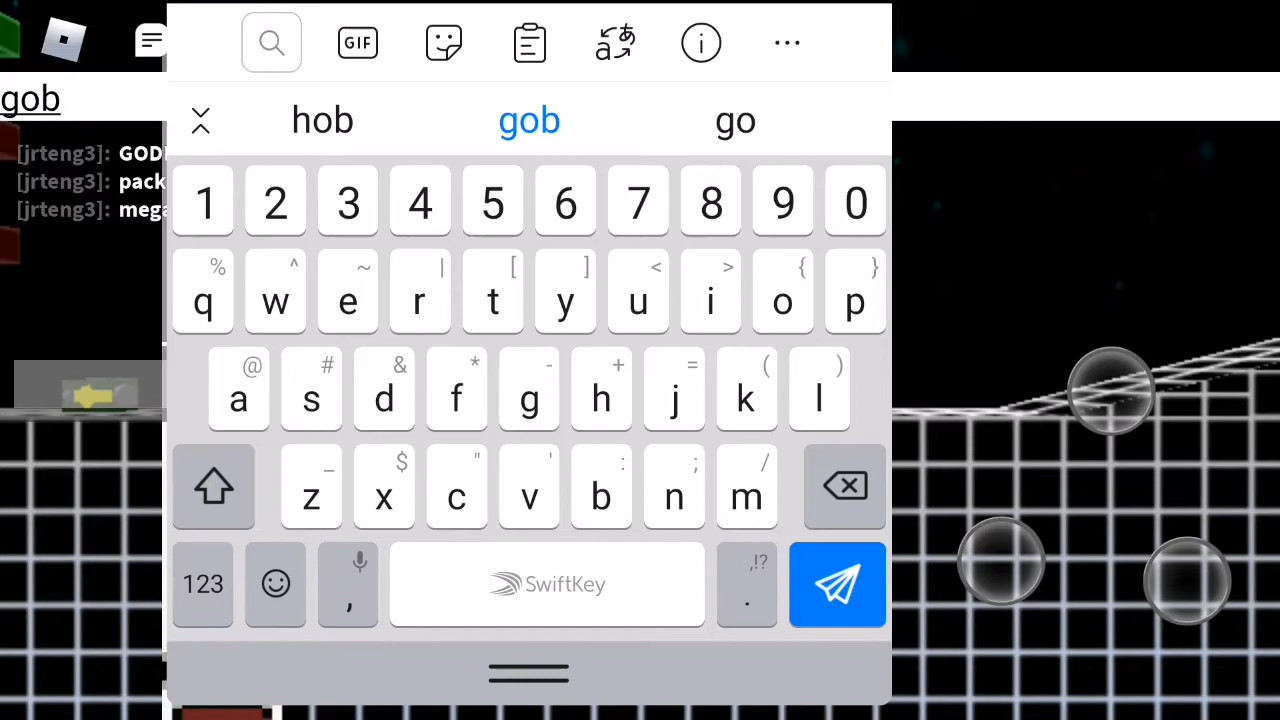 GIF
gob
hob gob go
[jrteng3]: GOD
[jrteng3]: pack
[jrteng3]: mega
1 2 3 4 5 6 7 8 9 0
% ^ ~ | [ ] < > { }
q w e r t y u i o p
@ # & * - + = ( )
a s d f g h j k l
_ $ " ' : ; /
z x c v b n m
,!?
123 , SwiftKey .